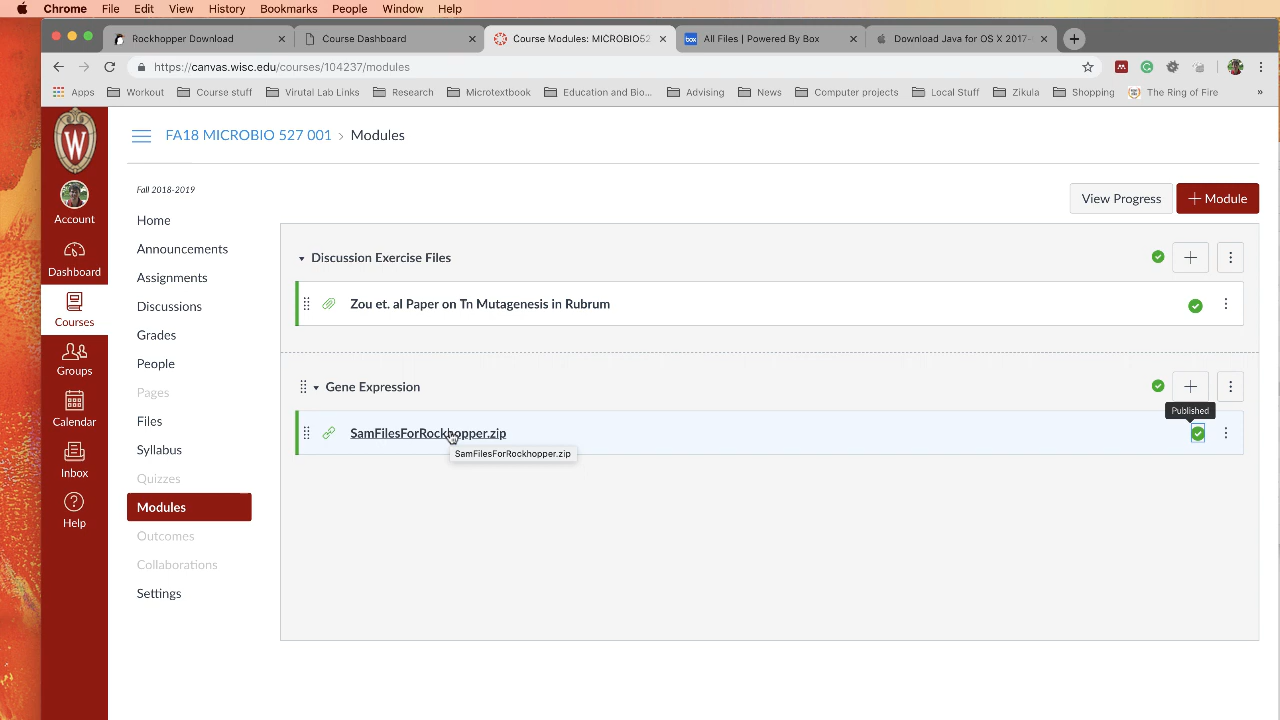 Chrome File Edit View History Bookmarks People Window Help
Rockhopper Download
Course Dashboard
Course Modules: MICROBIO52
box All Files | Powered By Box
Download Java for OS X 2017-
https://canvas.wisc.edu/courses/104237/modules
Apps Workout Course stuff Virutal Lab Links Research Microtextbook Education and Bio... Advising News Computer projects Local Stuff Zikula Shopping The Ring of Fire »
W
FA18 MICROBIO 527 001 > Modules
Account
Dashboard
Courses
Groups
Calendar
Inbox
Help
Fall 2018-2019
Home
Announcements
Assignments
Discussions
Grades
People
Pages
Files
Syllabus
Quizzes
Modules
Outcomes
Collaborations
Settings
View Progress
+ Module
Discussion Exercise Files
Zou et. al Paper on Tn Mutagenesis in Rubrum
Gene Expression
Published
SamFilesForRockhopper.zip
SamFilesForRockhopper.zip